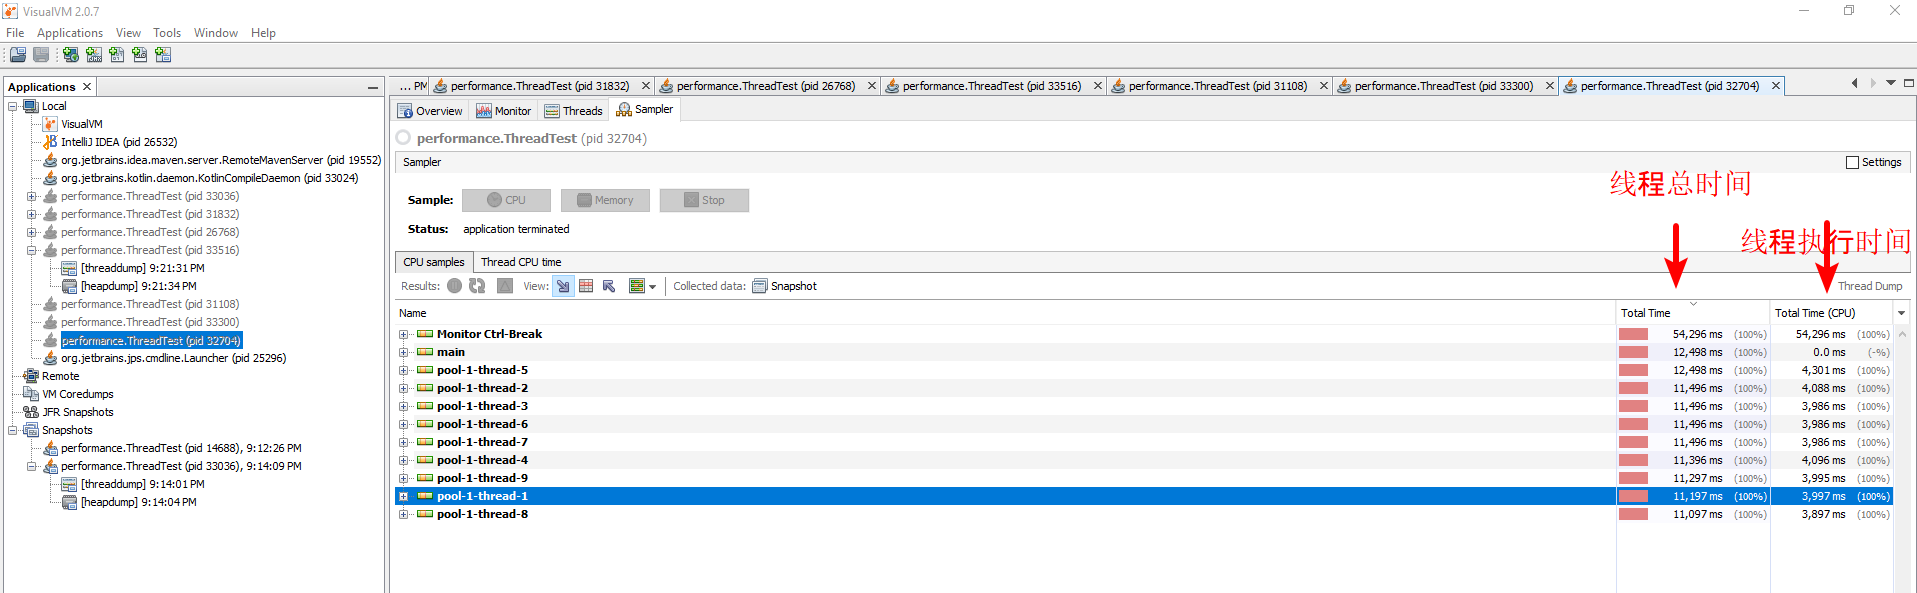 VisualVM 2.0.7
File Applications View Tools Window Help
Applications
... PM performance.ThreadTest (pid 31832) performance.ThreadTest (pid 26768) performance.ThreadTest (pid 33516) performance.ThreadTest (pid 31108) performance.ThreadTest (pid 33300) performance.ThreadTest (pid 32704)
Local
VisualVM
IntelliJ IDEA (pid 26532)
org.jetbrains.idea.maven.server.RemoteMavenServer (pid 19552)
org.jetbrains.kotlin.daemon.KotlinCompileDaemon (pid 33024)
performance.ThreadTest (pid 33036)
performance.ThreadTest (pid 31832)
performance.ThreadTest (pid 26768)
performance.ThreadTest (pid 33516)
[threaddump] 9:21:31 PM
[heapdump] 9:21:34 PM
performance.ThreadTest (pid 31108)
performance.ThreadTest (pid 33300)
performance.ThreadTest (pid 32704)
org.jetbrains.jps.cmdline.Launcher (pid 25296)
Remote
VM Coredumps
JFR Snapshots
Snapshots
performance.ThreadTest (pid 14688), 9:12:26 PM
performance.ThreadTest (pid 33036), 9:14:09 PM
[threaddump] 9:14:01 PM
[heapdump] 9:14:04 PM
Overview Monitor Threads Sampler
performance.ThreadTest (pid 32704)
Sampler Settings
线程总时间
Sample: CPU Memory Stop
Status: application terminated
线程执行时间
CPU samples Thread CPU time
Results: View: Collected data: Snapshot Thread Dump
Name Total Time Total Time (CPU)
Monitor Ctrl-Break 54,296 ms (100%) 54,296 ms (100%)
main 12,498 ms (100%) 0.0 ms (-%)
pool-1-thread-5 12,498 ms (100%) 4,301 ms (100%)
pool-1-thread-2 11,496 ms (100%) 4,088 ms (100%)
pool-1-thread-3 11,496 ms (100%) 3,986 ms (100%)
pool-1-thread-6 11,496 ms (100%) 3,986 ms (100%)
pool-1-thread-7 11,496 ms (100%) 3,986 ms (100%)
pool-1-thread-4 11,396 ms (100%) 4,096 ms (100%)
pool-1-thread-9 11,297 ms (100%) 3,995 ms (100%)
pool-1-thread-1 11,197 ms (100%) 3,997 ms (100%)
pool-1-thread-8 11,097 ms (100%) 3,897 ms (100%)